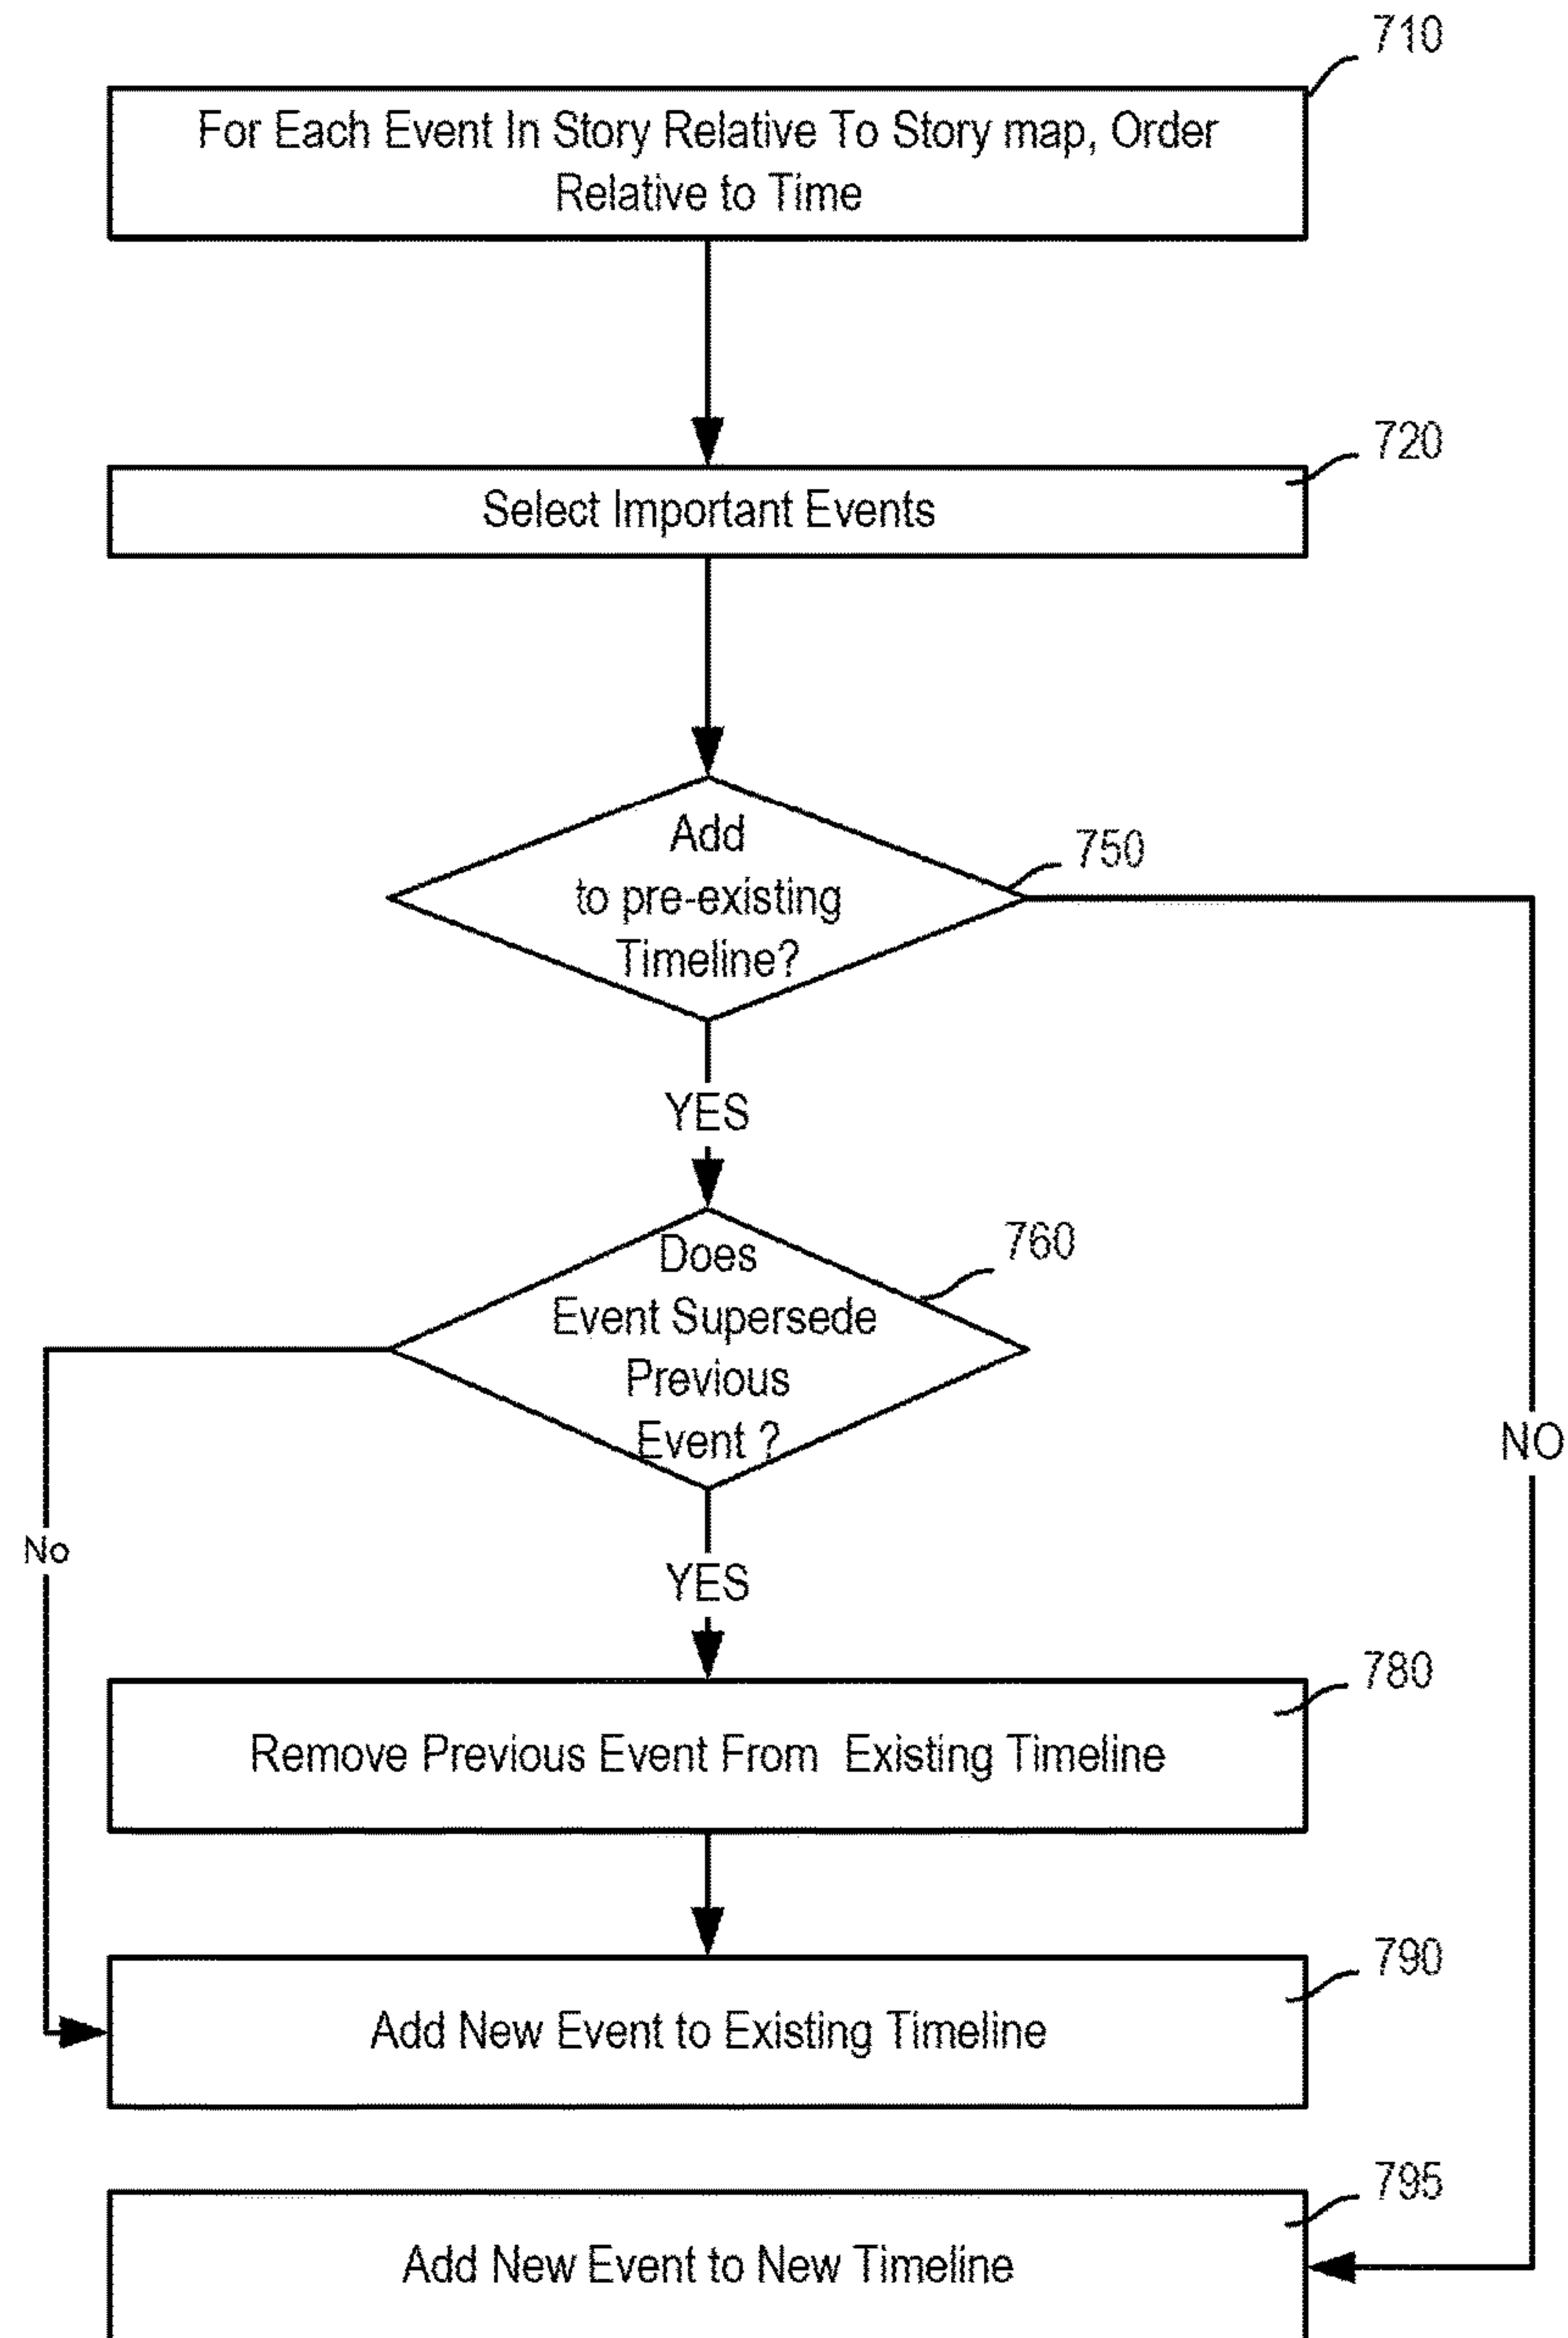 710
For Each Event In Story Relative To Story map, Order
Relative to Time
720
Select Important Events
Add
to pre-existing
Timeline?
750
YES
Does
Event Supersede
Previous
Event ?
760
NO
No
YES
780
Remove Previous Event From Existing Timeline
790
Add New Event to Existing Timeline
795
Add New Event to New Timeline